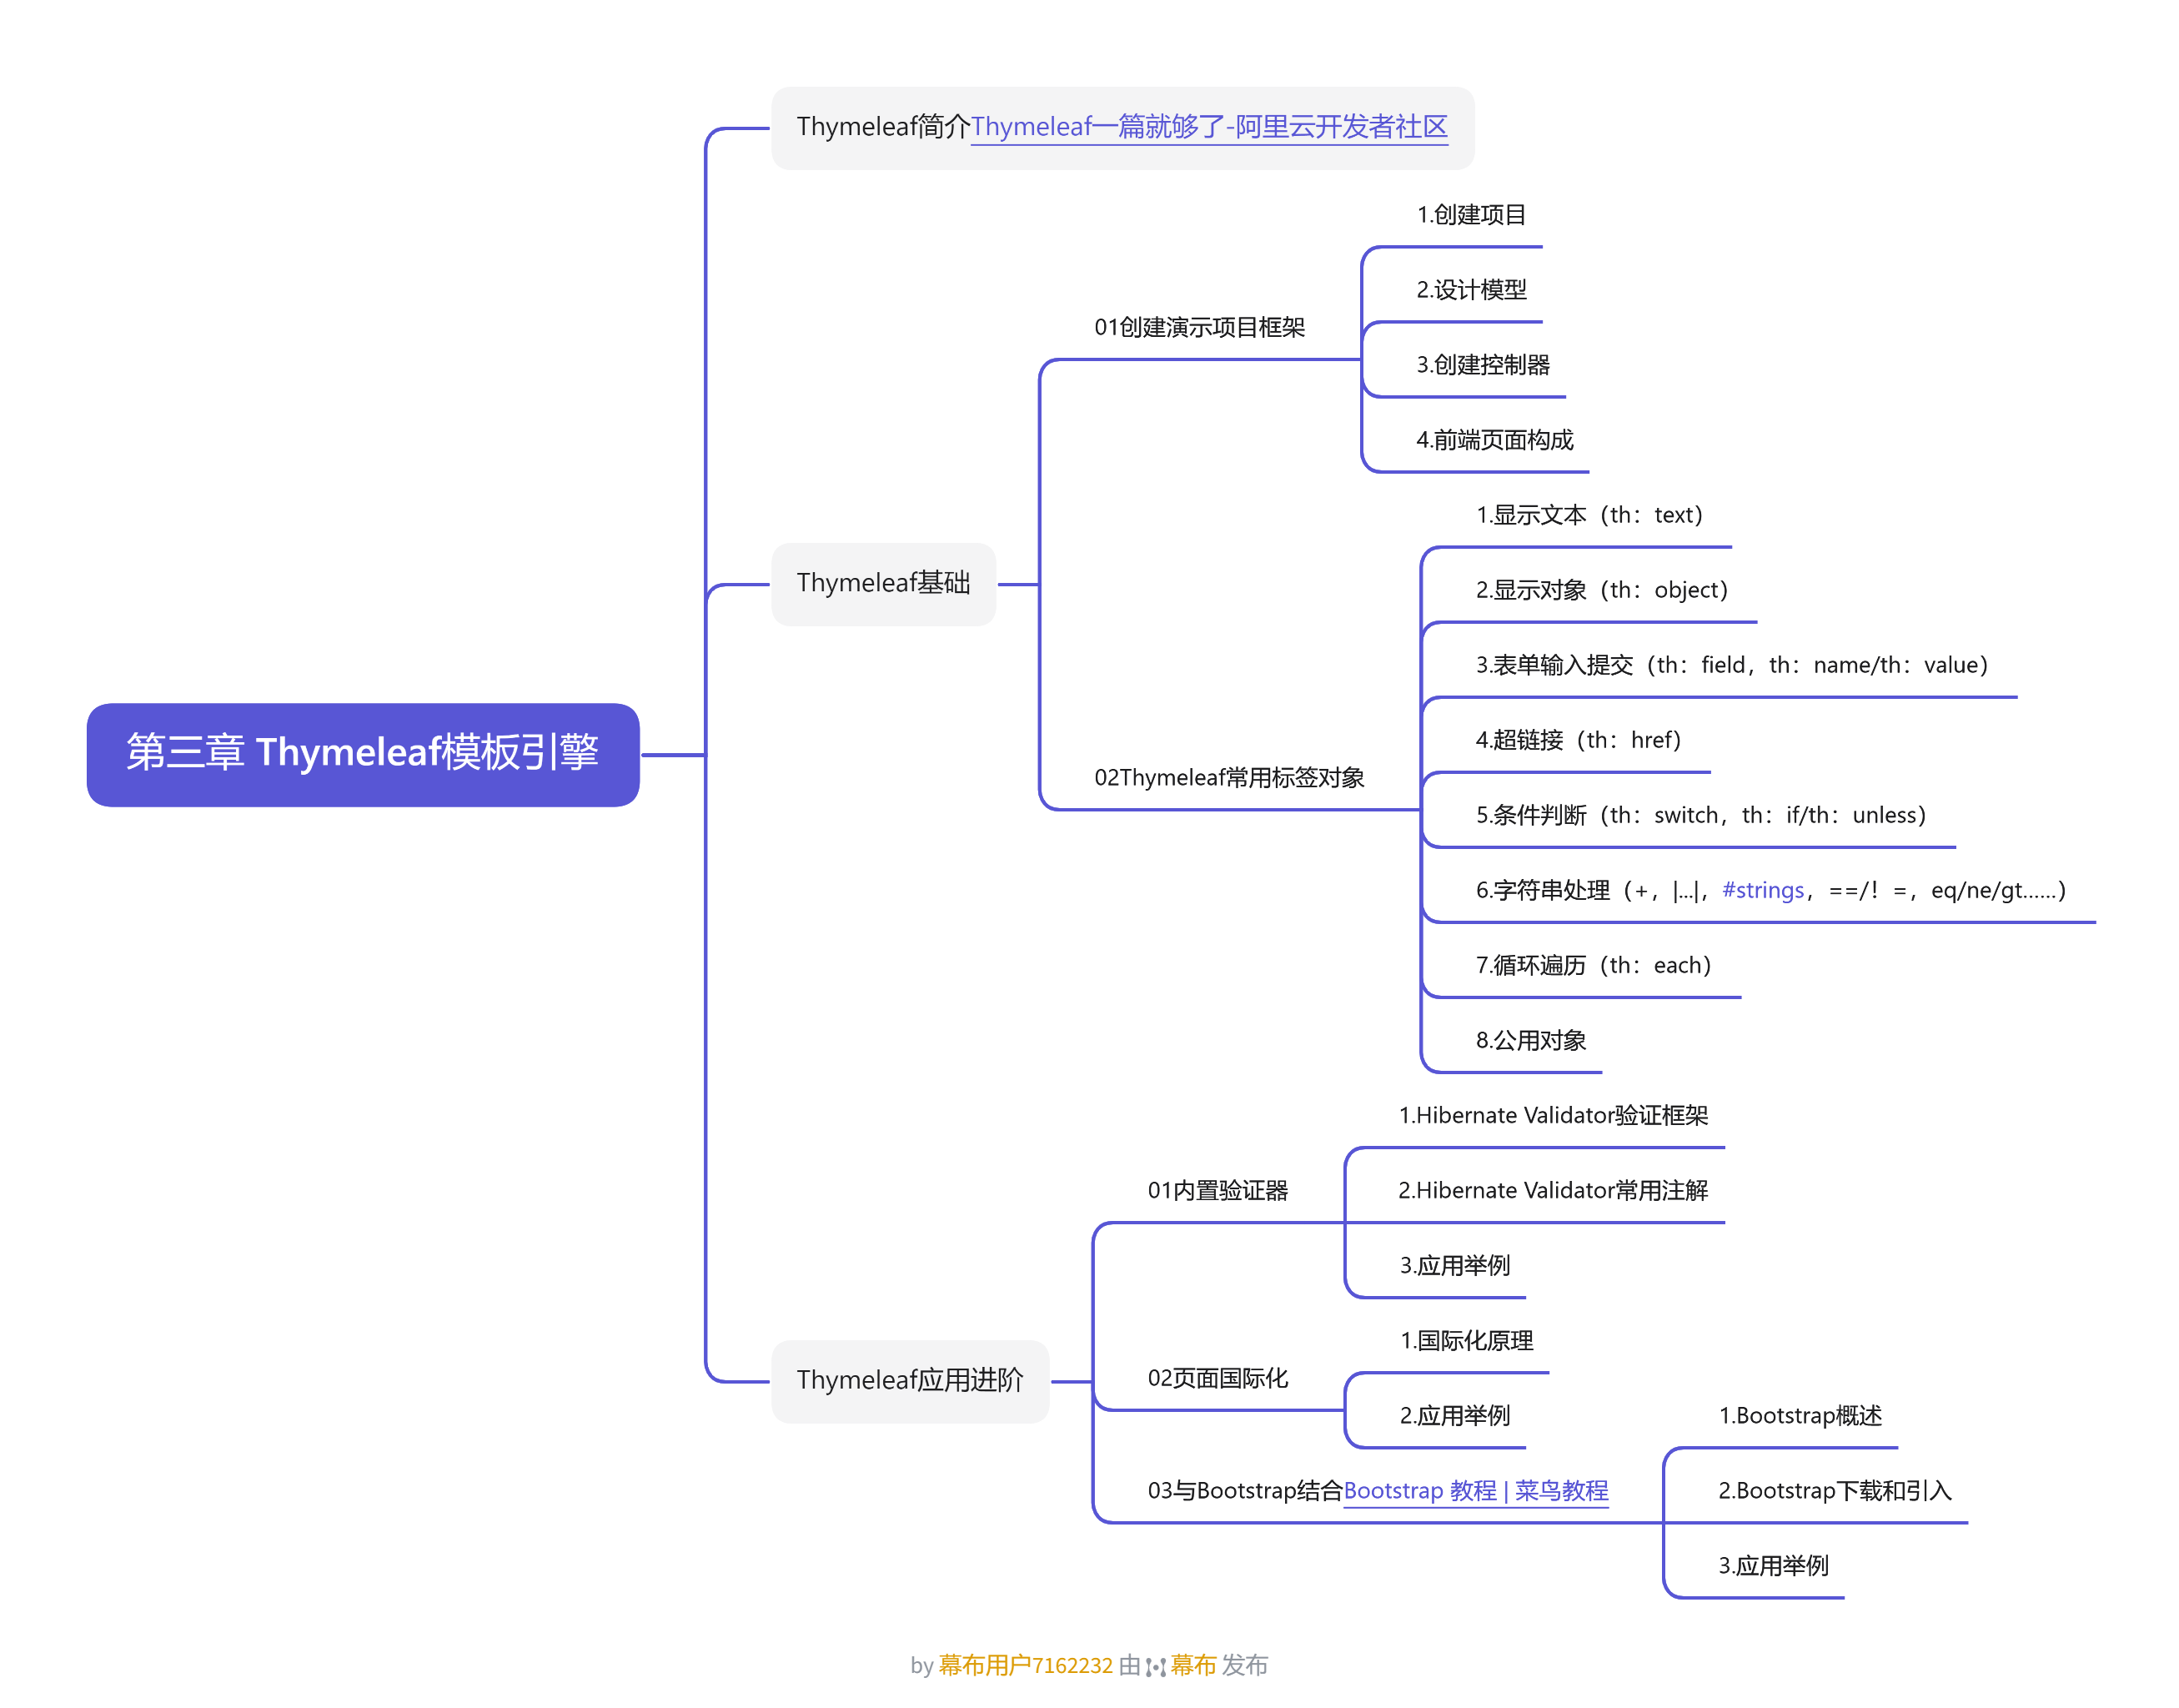 第三章 Thymeleaf模板引擎
Thymeleaf简介Thymeleaf一篇就够了-阿里云开发者社区
Thymeleaf基础
01创建演示项目框架
1.创建项目
2.设计模型
3.创建控制器
4.前端页面构成
02Thymeleaf常用标签对象
1.显示文本（th：text）
2.显示对象（th：object）
3.表单输入提交（th：field，th：name/th：value）
4.超链接（th：href）
5.条件判断（th：switch，th：if/th：unless）
6.字符串处理（+，|...|，#strings，==/！=，eq/ne/gt……）
7.循环遍历（th：each）
8.公用对象
Thymeleaf应用进阶
01内置验证器
1.Hibernate Validator验证框架
2.Hibernate Validator常用注解
3.应用举例
02页面国际化
1.国际化原理
2.应用举例
03与Bootstrap结合Bootstrap 教程 | 菜鸟教程
1.Bootstrap概述
2.Bootstrap下载和引入
3.应用举例
by 幕布用户7162232 由 幕布 发布